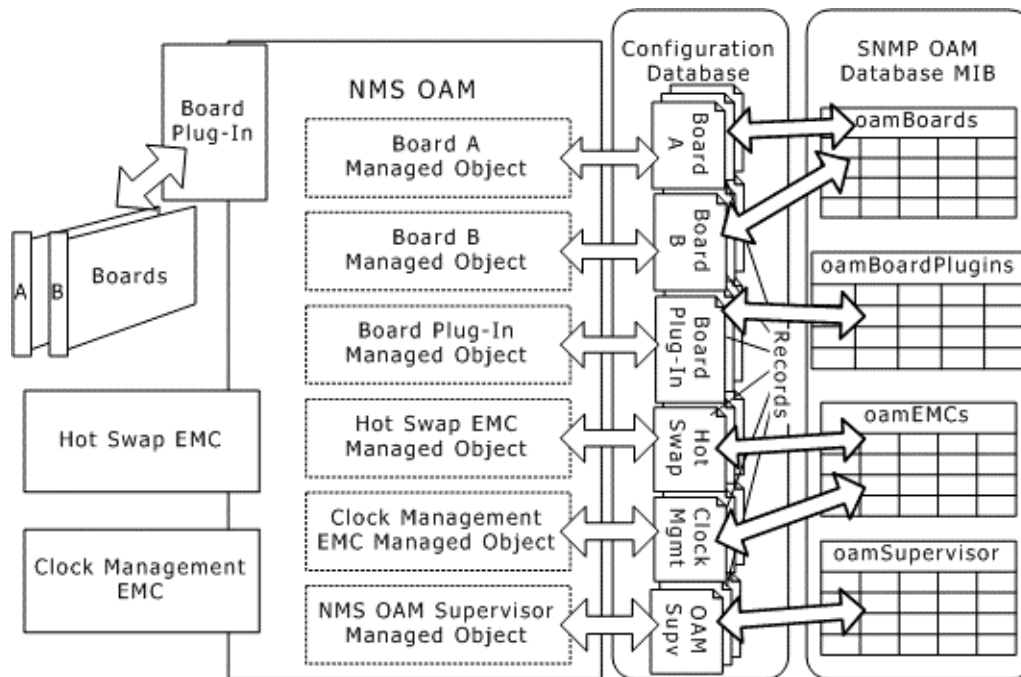 Board
Plug-In
NMS OAM
Configuration
Database
SNMP OAM
Database MIB
Boards
A
B
Hot Swap EMC
Clock Management
EMC
Board A
Managed Object
Board B
Managed Object
Board Plug-In
Managed Object
Hot Swap EMC
Managed Object
Clock Management
EMC Managed Object
NMS OAM Supervisor
Managed Object
Board
A
Board
B
Board
Plug-In
Hot
Swap
Clock
Mgmt
OAM
Supv
Records
oamBoards
oamBoardPlugins
oamEMCs
oamSupervisor